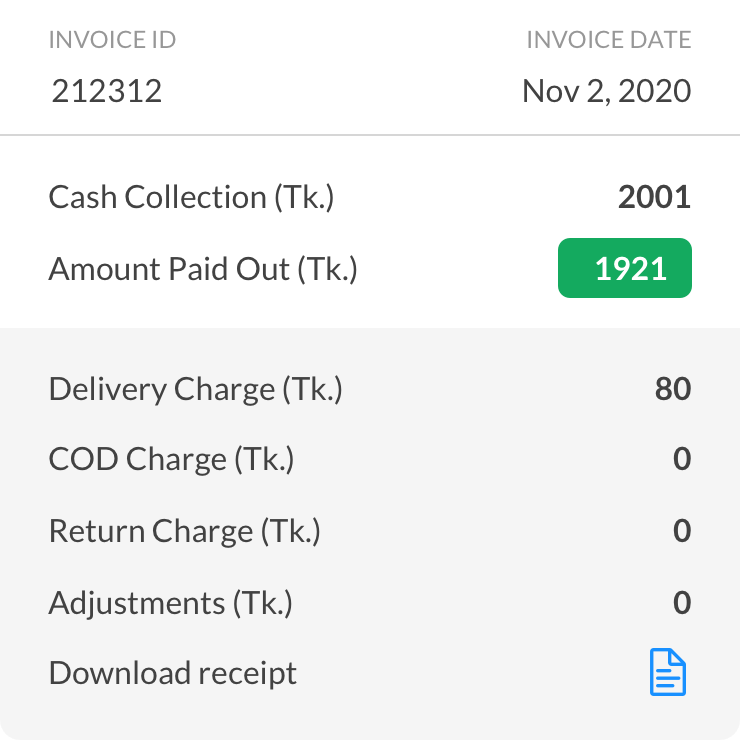 INVOICE ID INVOICE DATE
212312 Nov 2, 2020
Cash Collection (Tk.) 2001
Amount Paid Out (Tk.) 1921
Delivery Charge (Tk.) 80
COD Charge (Tk.) 0
Return Charge (Tk.) 0
Adjustments (Tk.) 0
Download receipt